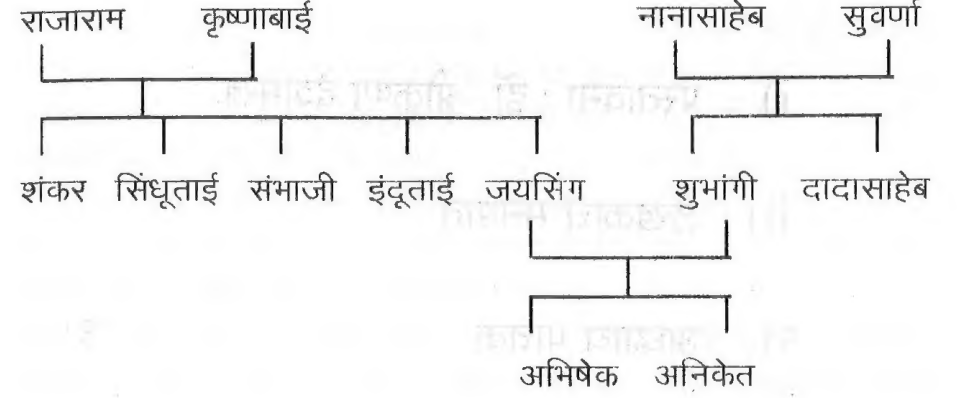 राजाराम कृष्णाबाई नानासाहेब सुवर्णा
शंकर सिंधूताई संभाजी इंदूताई जयसिंग शुभांगी दादासाहेब
अभिषेक अनिकेत